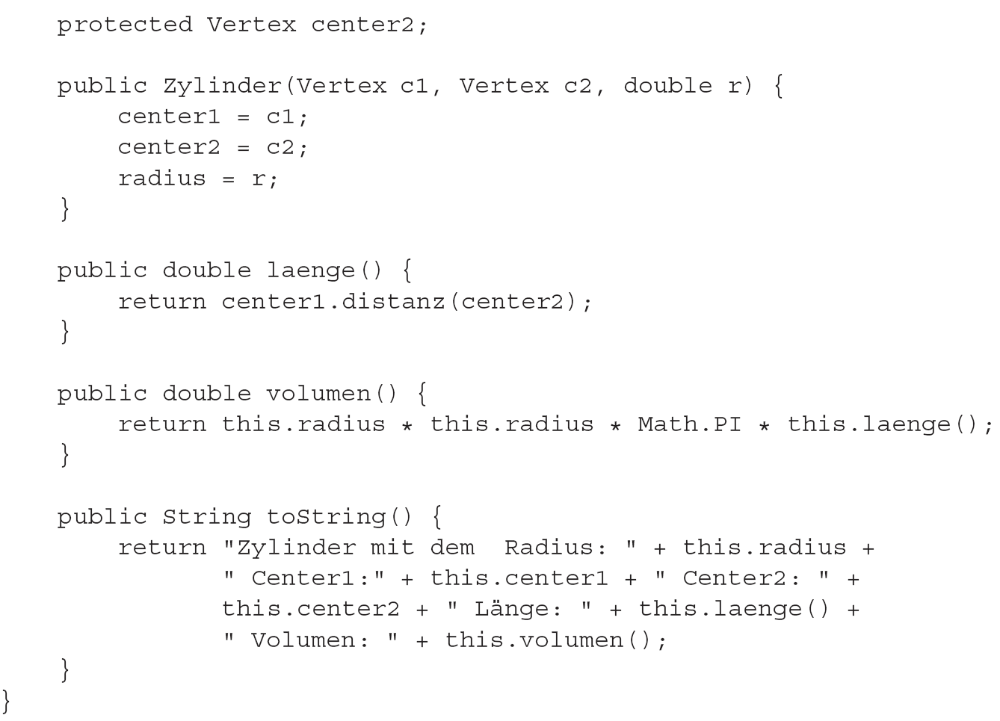 protected Vertex center2;
public Zylinder(Vertex c1, Vertex c2, double r) {
center1 = c1;
center2 = c2;
radius = r;
}
public double laenge() {
return center1.distanz(center2);
}
public double volumen() {
return this.radius * this.radius * Math.PI * this.laenge();
}
public String toString() {
return "Zylinder mit dem  Radius: " + this.radius +
" Center1:" + this.center1 + " Center2: " +
this.center2 + " Länge: " + this.laenge() +
" Volumen: " + this.volumen();
}
}